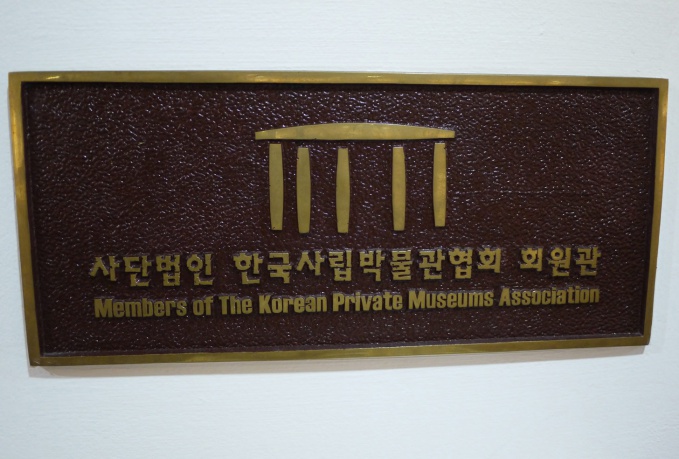 사단법인 한국사립박물관협회 회원관
Members of The Korean Private Museums Association